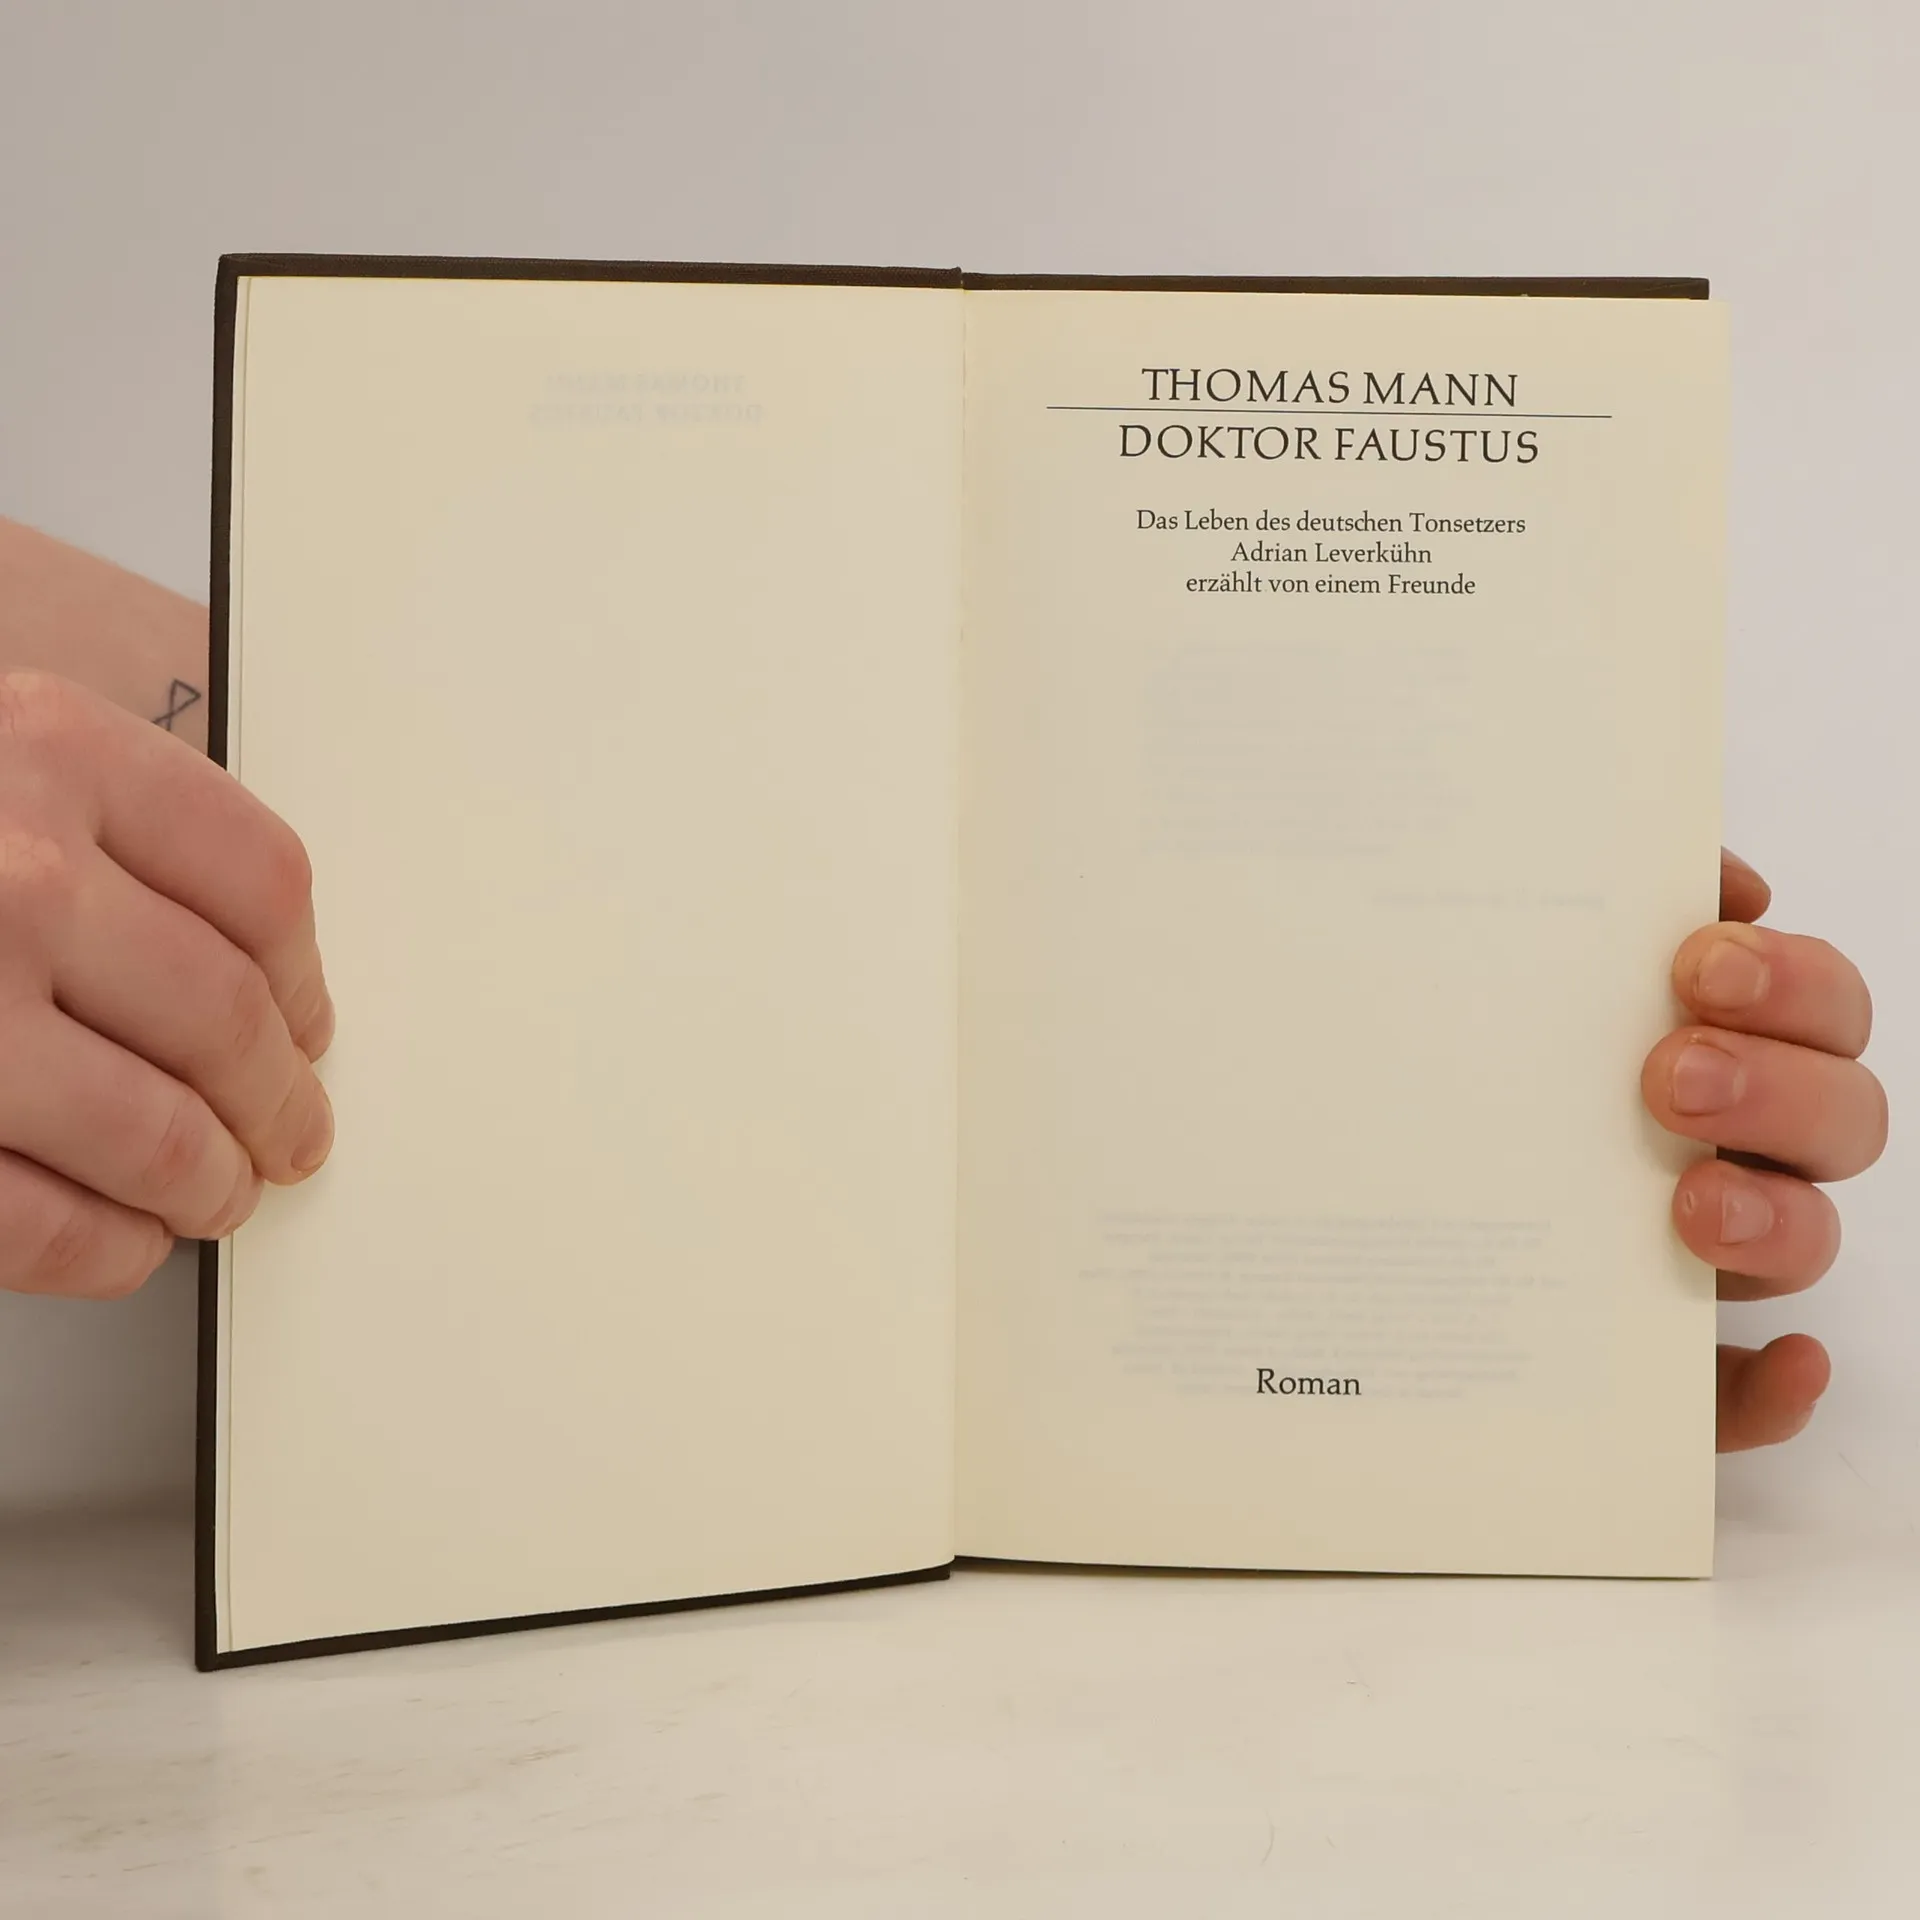 THOMAS MANN
DOKTOR FAUSTUS
Das Leben des deutschen Tonsetzers
Adrian Leverkühn
erzählt von einem Freunde
Roman